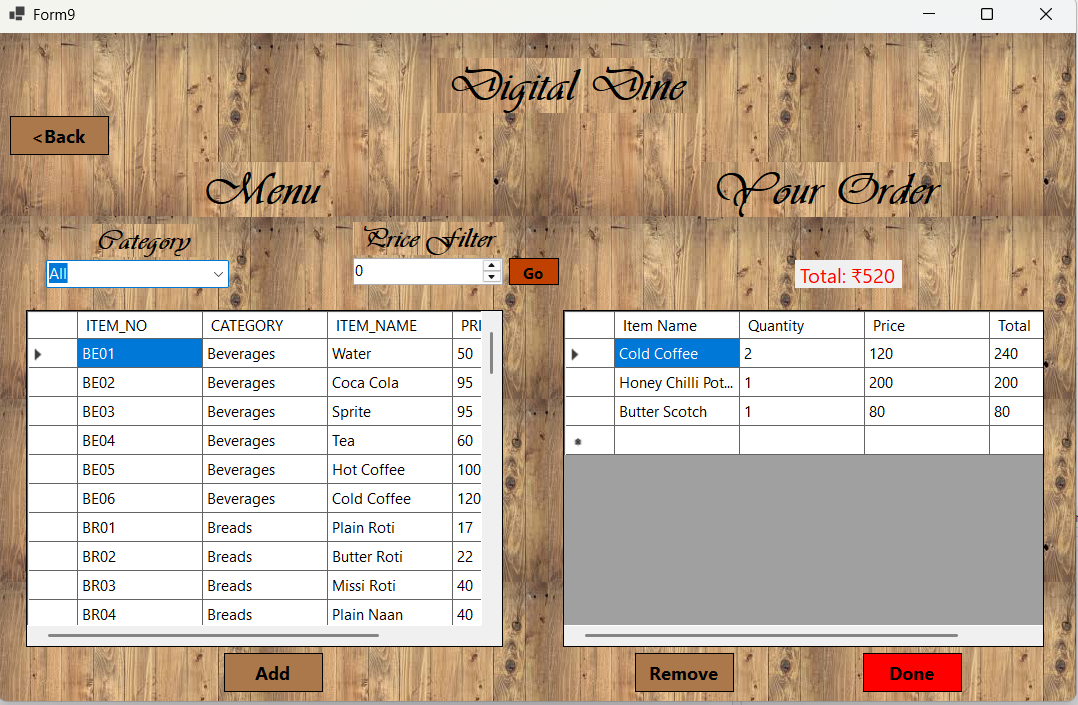 Form9
Digital Dine
<Back
Menu
Your Order
Category
Price Filter
All
0
Go
Total: ₹520
ITEM_NO CATEGORY ITEM_NAME PRI
BE01 Beverages Water 50
BE02 Beverages Coca Cola 95
BE03 Beverages Sprite 95
BE04 Beverages Tea 60
BE05 Beverages Hot Coffee 100
BE06 Beverages Cold Coffee 120
BR01 Breads Plain Roti 17
BR02 Breads Butter Roti 22
BR03 Breads Missi Roti 40
BR04 Breads Plain Naan 40
Item Name Quantity Price Total
Cold Coffee 2 120 240
Honey Chilli Pot... 1 200 200
Butter Scotch 1 80 80
Add
Remove
Done